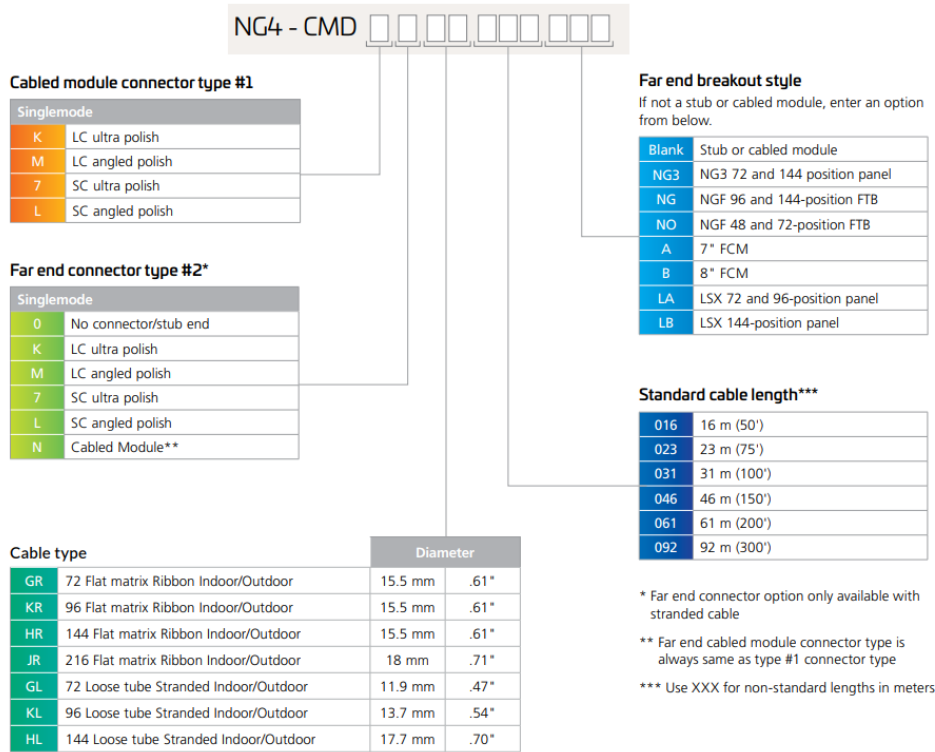 NG4 - CMD
Cabled module connector type #1
Singlemode
K LC ultra polish
M LC angled polish
7 SC ultra polish
L SC angled polish
Far end connector type #2*
Singlemode
0 No connector/stub end
K LC ultra polish
M LC angled polish
7 SC ultra polish
L SC angled polish
N Cabled Module**
Cable type Diameter
GR 72 Flat matrix Ribbon Indoor/Outdoor 15.5 mm .61"
KR 96 Flat matrix Ribbon Indoor/Outdoor 15.5 mm .61"
HR 144 Flat matrix Ribbon Indoor/Outdoor 15.5 mm .61"
JR 216 Flat matrix Ribbon Indoor/Outdoor 18 mm .71"
GL 72 Loose tube Stranded Indoor/Outdoor 11.9 mm .47"
KL 96 Loose tube Stranded Indoor/Outdoor 13.7 mm .54"
HL 144 Loose tube Stranded Indoor/Outdoor 17.7 mm .70"
Far end breakout style
If not a stub or cabled module, enter an option
from below.
Blank Stub or cabled module
NG3 NG3 72 and 144 position panel
NG NGF 96 and 144-position FTB
NO NGF 48 and 72-position FTB
A 7" FCM
B 8" FCM
LA LSX 72 and 96-position panel
LB LSX 144-position panel
Standard cable length***
016 16 m (50')
023 23 m (75')
031 31 m (100')
046 46 m (150')
061 61 m (200')
092 92 m (300')
* Far end connector option only available with
stranded cable
** Far end cabled module connector type is
always same as type #1 connector type
*** Use XXX for non-standard lengths in meters